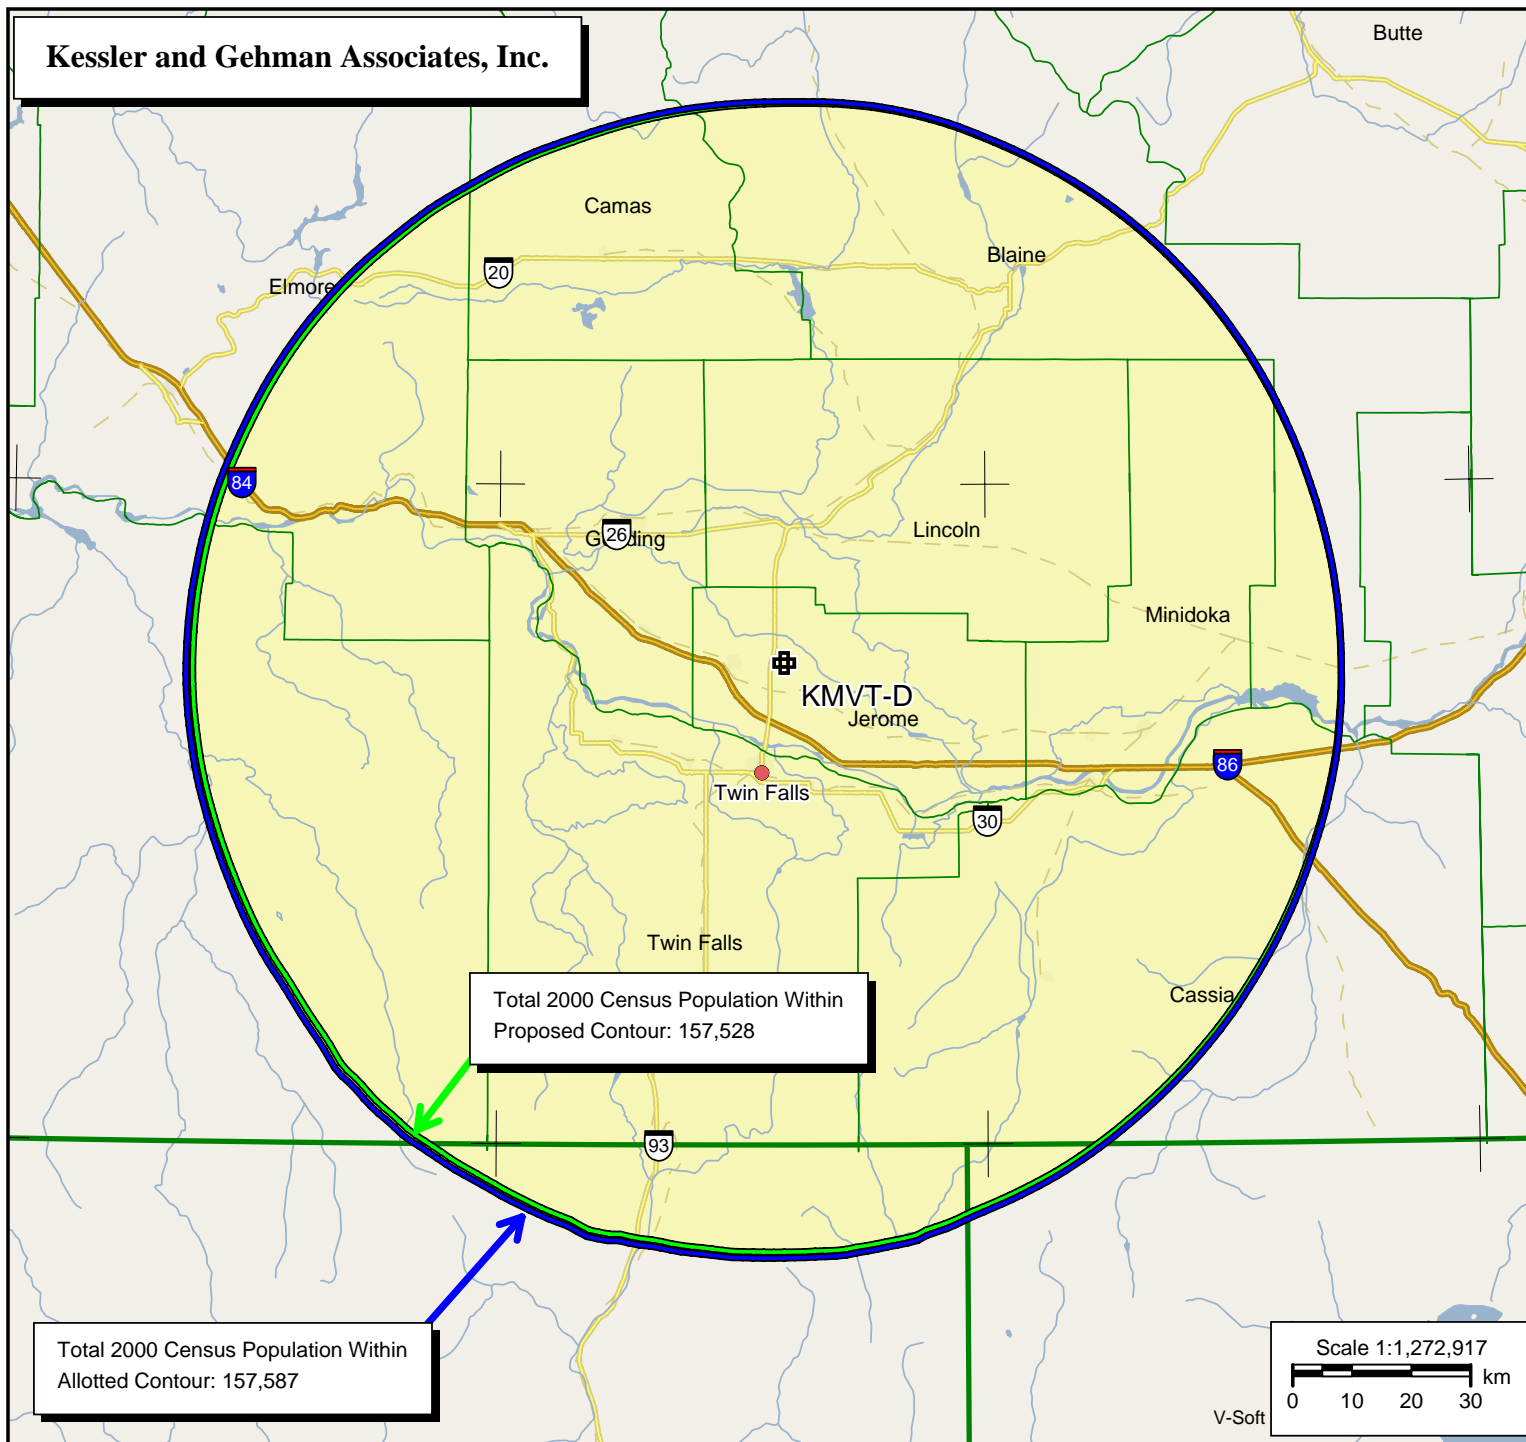 Butte
Kessler and Gehman Associates, Inc.
Camas
Blaine
20
Elmore
84
26
Lincoln
Minidoka
KMVT-D
Jerome
86
Twin Falls
30
Twin Falls
Total 2000 Census Population Within
Proposed Contour: 157,528
Cassia
93
Total 2000 Census Population Within
Allotted Contour: 157,587
Scale 1:1,272,917
km
0 10 20 30
V-Soft